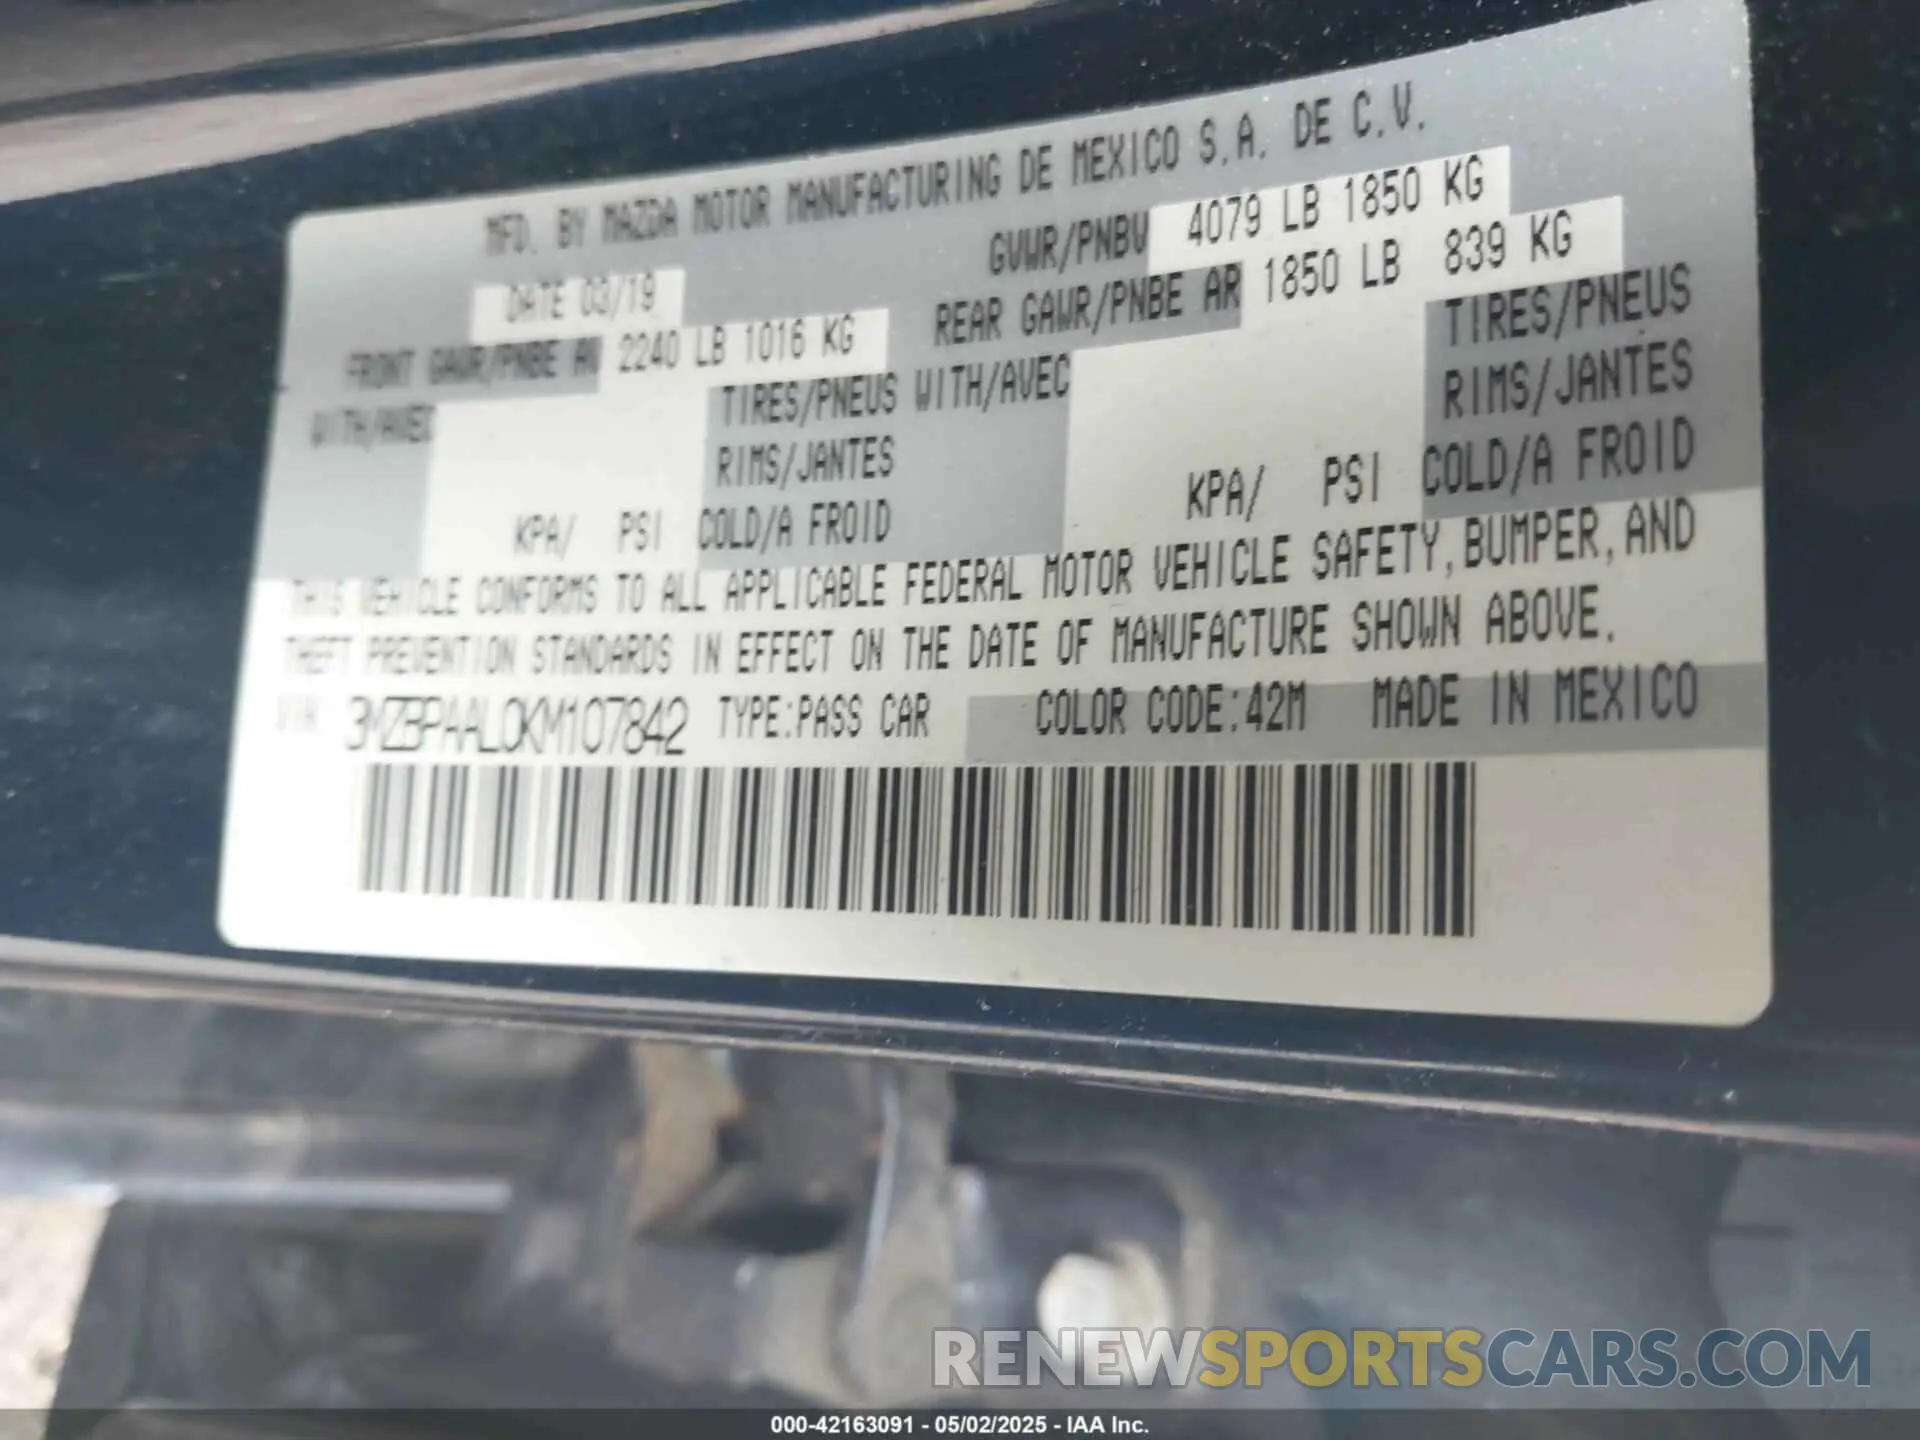 MFD. BY MAZDA MOTOR MANUFACTURING DE MEXICO S.A. DE C.V.
DATE 03/19 GVWR/PNBV 4079 LB 1850 KG
FRONT GAWR/PNBE AV 2240 LB 1016 KG REAR GAWR/PNBE AR 1850 LB 839 KG
WITH/AVEC TIRES/PNEUS WITH/AVEC TIRES/PNEUS
RIMS/JANTES RIMS/JANTES
KPA/ PSI COLD/A FROID KPA/ PSI COLD/A FROID
THIS VEHICLE CONFORMS TO ALL APPLICABLE FEDERAL MOTOR VEHICLE SAFETY, BUMPER, AND
THEFT PREVENTION STANDARDS IN EFFECT ON THE DATE OF MANUFACTURE SHOWN ABOVE.
VIN: 3MZBPAAL0KM107842 TYPE:PASS CAR COLOR CODE:42M MADE IN MEXICO
RENEWSPORTSCARS.COM
000-42163091 - 05/02/2025 - IAA Inc.